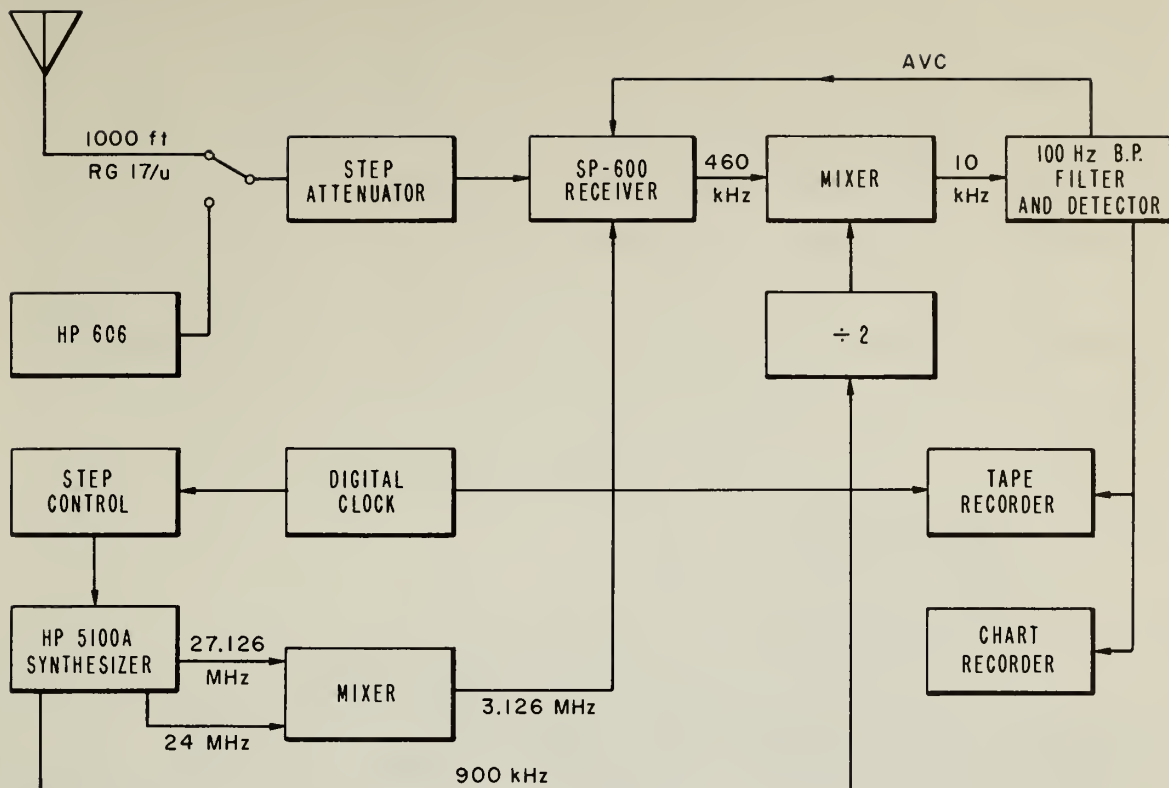 AVC
1000 ft
RG 17/u
STEP
ATTENUATOR
SP-600
RECEIVER
460
kHz
MIXER
10
kHz
100 Hz B.P.
FILTER
AND DETECTOR
HP 606
÷ 2
STEP
CONTROL
DIGITAL
CLOCK
TAPE
RECORDER
HP 5100A
SYNTHESIZER
27.126
MHz
24 MHz
MIXER
3.126 MHz
CHART
RECORDER
900 kHz